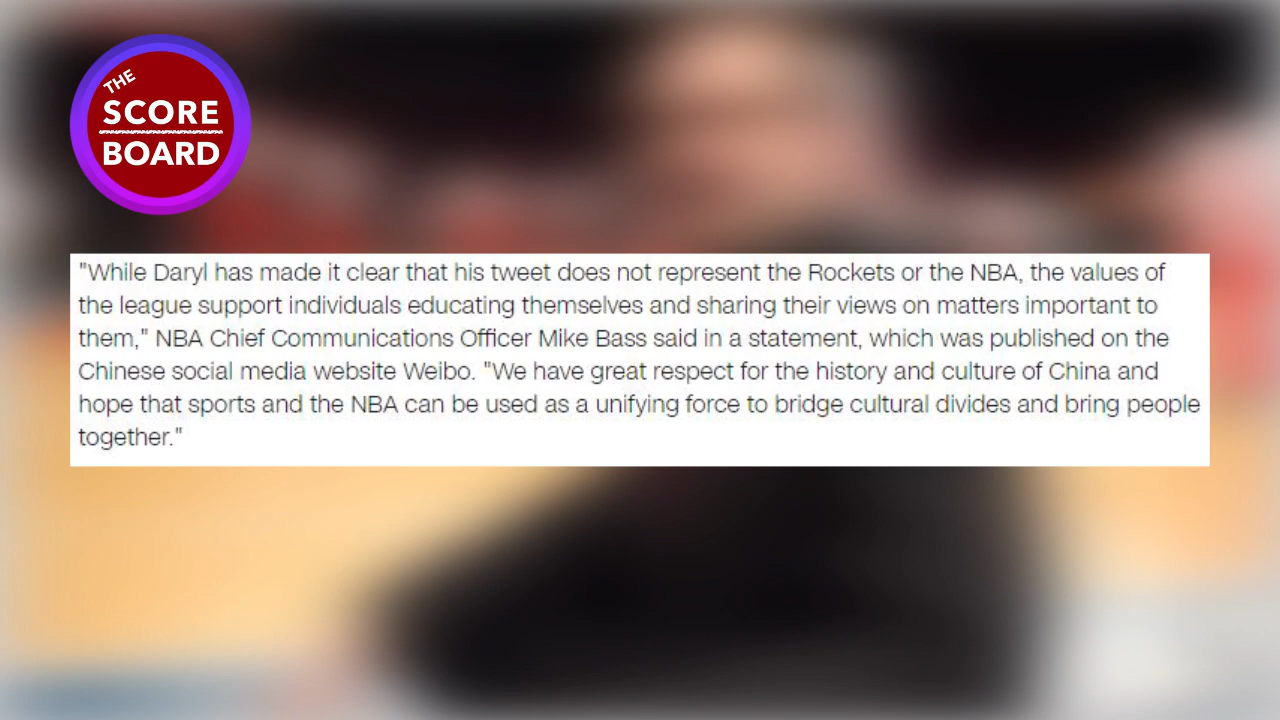 THE
SCORE
BOARD
"While Daryl has made it clear that his tweet does not represent the Rockets or the NBA, the values of
the league support individuals educating themselves and sharing their views on matters important to
them," NBA Chief Communications Officer Mike Bass said in a statement, which was published on the
Chinese social media website Weibo. "We have great respect for the history and culture of China and
hope that sports and the NBA can be used as a unifying force to bridge cultural divides and bring people
together."